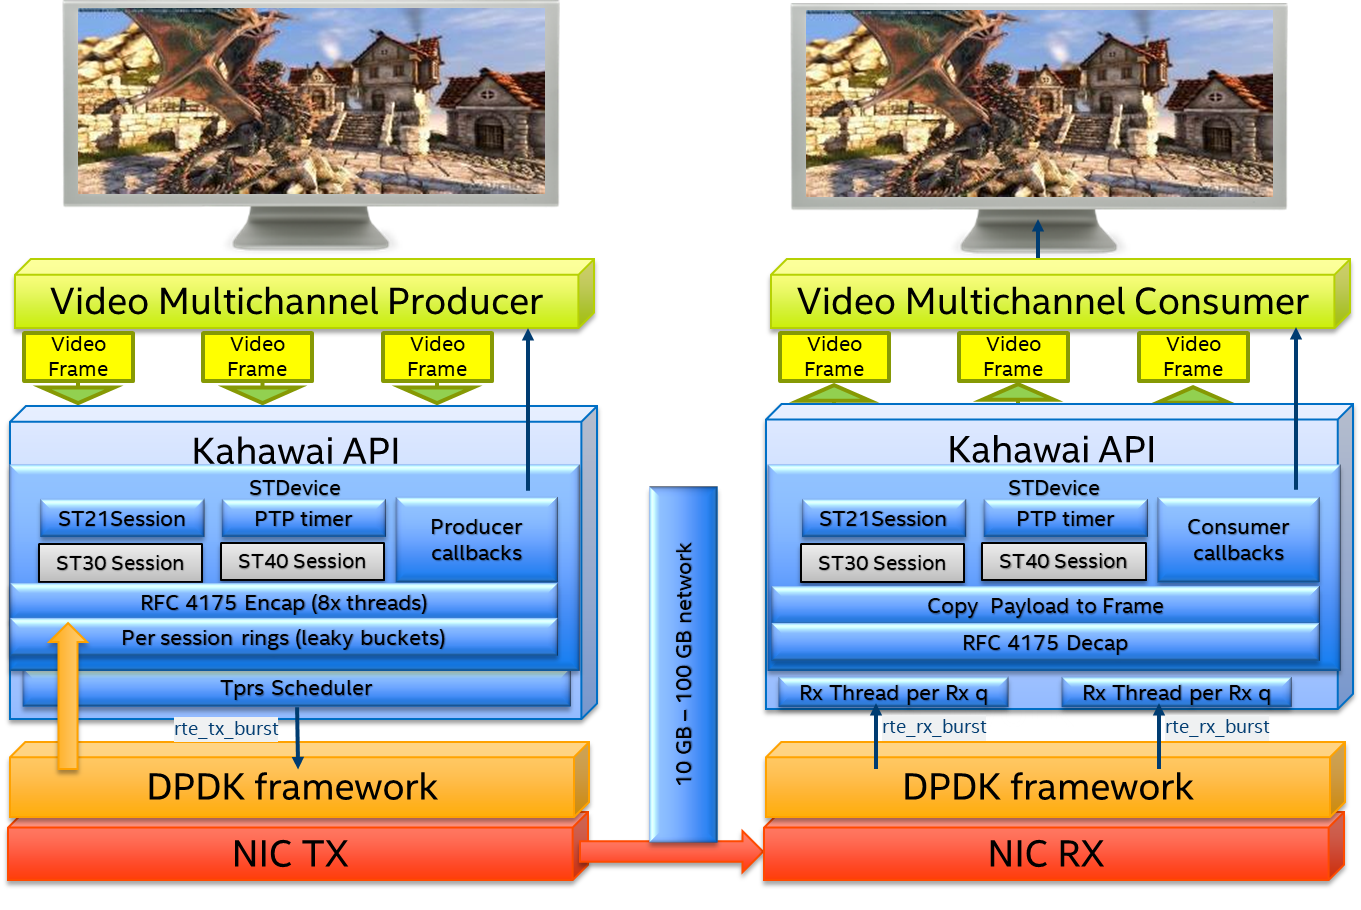 Video Multichannel Producer
Video
Frame
Video
Frame
Video
Frame
Kahawai API
STDevice
ST21Session
PTP timer
Producer
callbacks
ST30 Session
ST40 Session
RFC 4175 Encap (8x threads)
Per session rings (leaky buckets)
Tprs Scheduler
rte_tx_burst
DPDK framework
NIC TX
10 GB – 100 GB network
Video Multichannel Consumer
Video
Frame
Video
Frame
Video
Frame
Kahawai API
STDevice
ST21Session
PTP timer
Consumer
callbacks
ST30 Session
ST40 Session
Copy  Payload to Frame
RFC 4175 Decap
Rx Thread per Rx q
Rx Thread per Rx q
rte_rx_burst
rte_rx_burst
DPDK framework
NIC RX